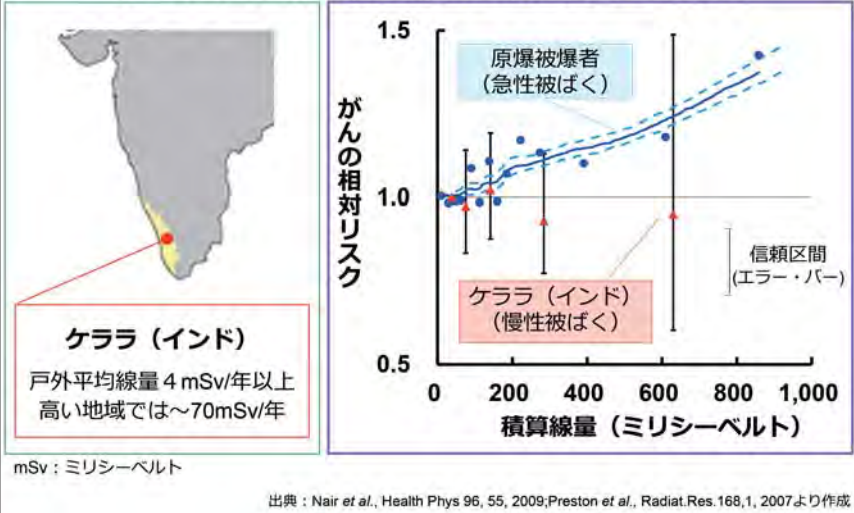 ケララ（インド）
戸外平均線量４mSv/年以上
高い地域では～70mSv/年
mSv：ミリシーベルト
がんの相対リスク
1.5
1.0
0.5
原爆被爆者
（急性被ばく）
ケララ（インド）
（慢性被ばく）
信頼区間
(エラー・バー)
0 200 400 600 800 1,000
積算線量（ミリシーベルト）
出典：Nair et al., Health Phys 96, 55, 2009;Preston et al., Radiat.Res.168,1, 2007より作成